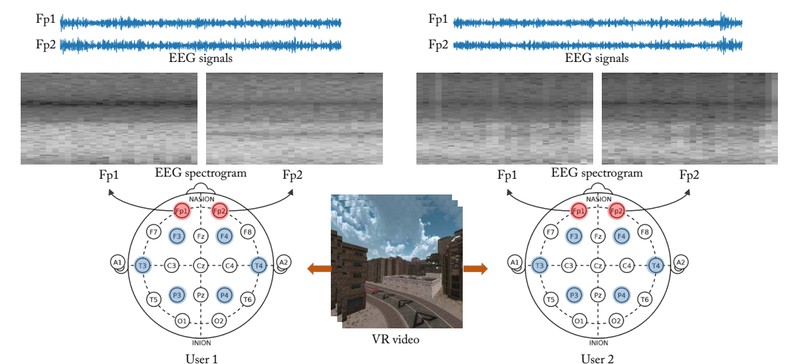 Fp1
Fp2
EEG signals
Fp1
Fp2
EEG signals
Fp1
EEG spectrogram
Fp2
Fp1
EEG spectrogram
Fp2
NASION
Fp1 Fp2
F7 F3 Fz F4 F8
A1 T3 C3 Cz C4 T4 A2
T5 P3 Pz P4 T6
O1 O2
INION
User 1
VR video
NASION
Fp1 Fp2
F7 F3 Fz F4 F8
A1 T3 C3 Cz C4 T4 A2
T5 P3 Pz P4 T6
O1 O2
INION
User 2